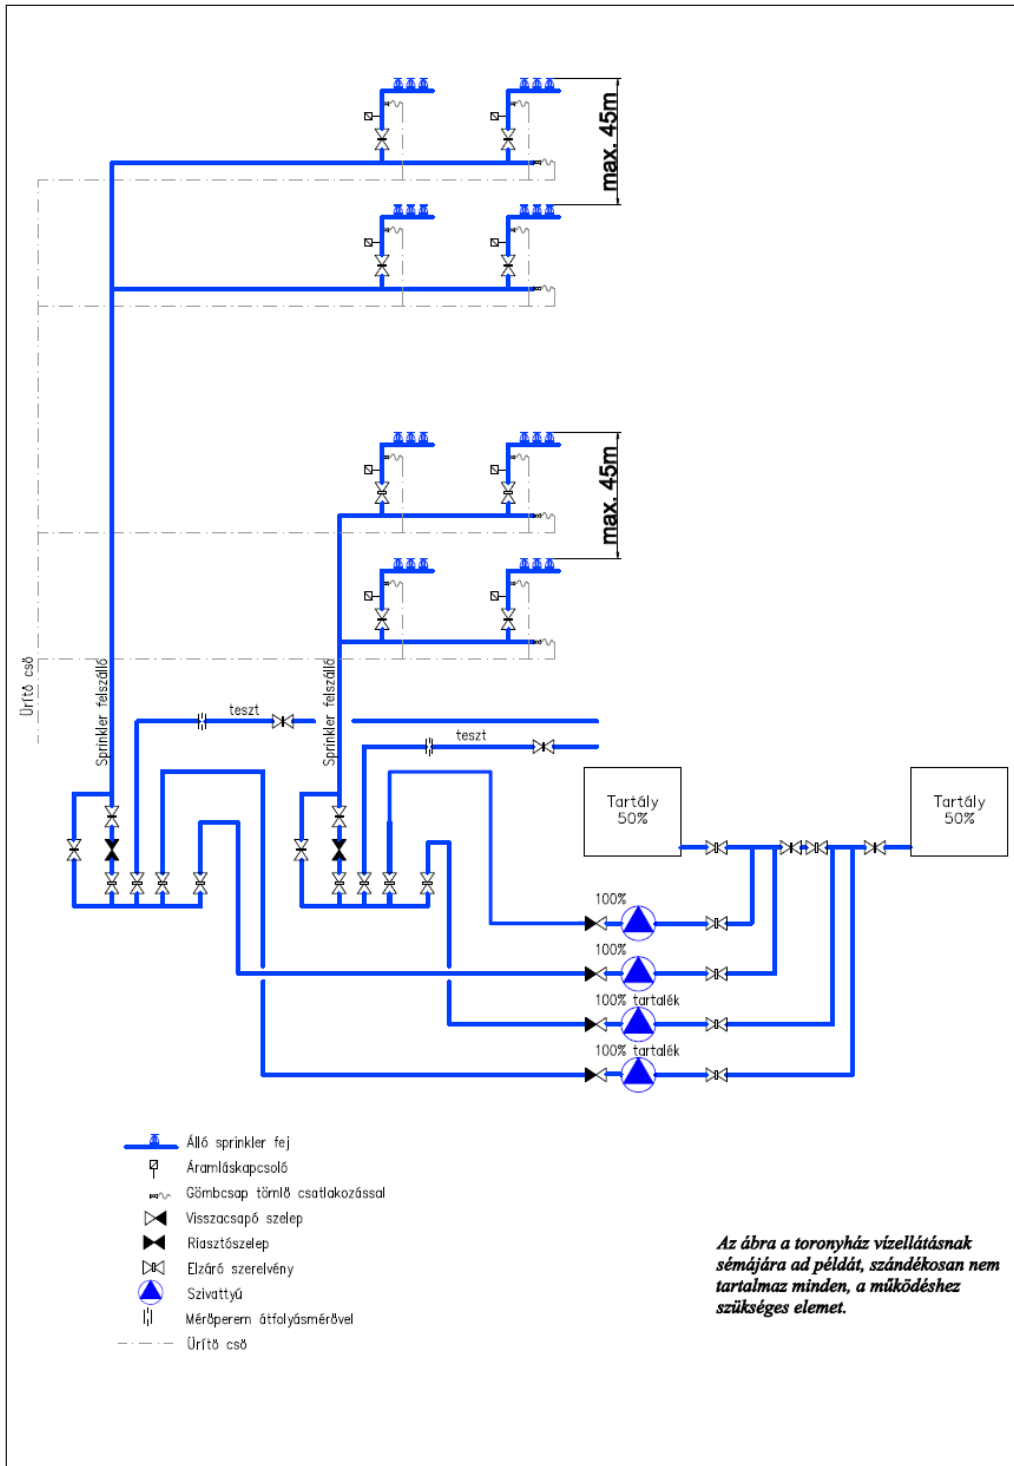 max. 45m
max. 45m
Ürítő cső
Sprinkler felszálló
Sprinkler felszálló
teszt
teszt
Tartály
50%
Tartály
50%
100%
100%
100% tartalék
100% tartalék
Álló sprinkler fej
Áramláskapcsoló
Gömbcsap tömlő csatlakozással
Visszacsapó szelep
Riasztószelep
Elzáró szerelvény
Szivattyú
Mérőperem átfolyásmérővel
Ürítő cső
Az ábra a toronyház vízellátásnak
sémájára ad példát, szándékosan nem
tartalmaz minden, a működéshez
szükséges elemet.